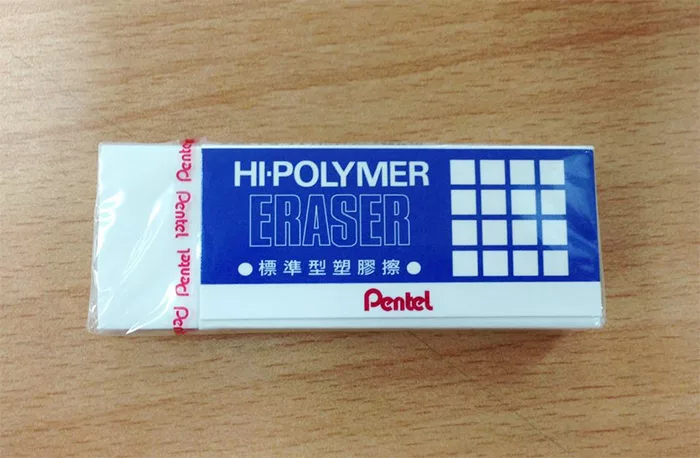 HI-POLYMER
ERASER
●標準型塑膠擦●
Pentel
Pentel
Pentel
Pentel